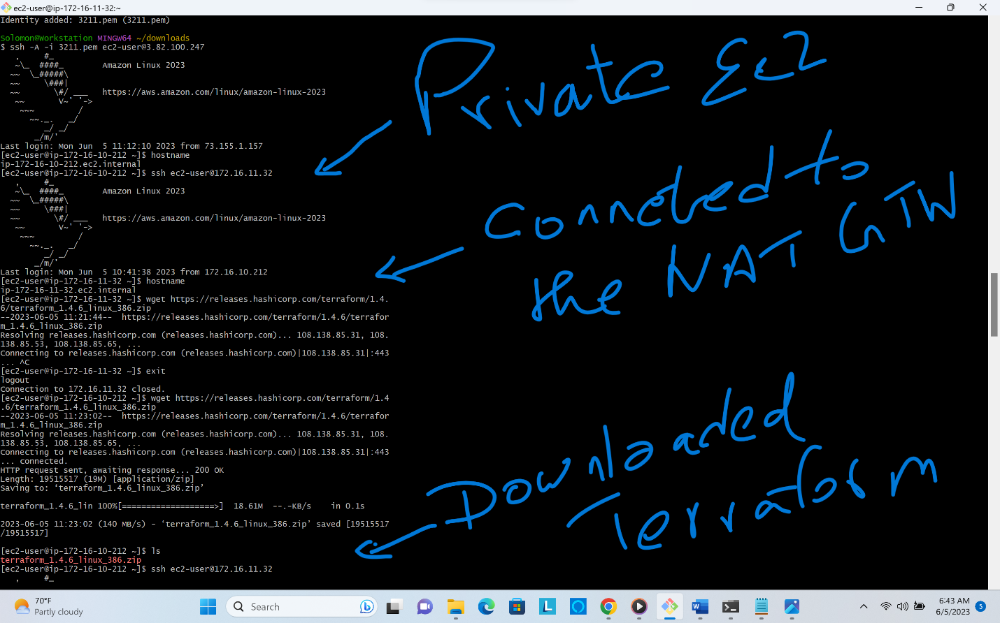 ec2-user@ip-172-16-11-32:~
Identity added: 3211.pem (3211.pem)
Solomon@Workstation MINGW64 ~/downloads
$ ssh -A -i 3211.pem ec2-user@3.82.100.247
   ,     #_
   ~\_  ####_        Amazon Linux 2023
  ~~  \_#####\
  ~~     \###|
  ~~       \#/ ___   https://aws.amazon.com/linux/amazon-linux-2023
   ~~       V~' '->
    ~~~         /
      ~~._.   _/
         _/ _/
       _/m/'
Last login: Mon Jun  5 11:12:10 2023 from 73.155.1.157
[ec2-user@ip-172-16-10-212 ~]$ hostname
ip-172-16-10-212.ec2.internal
[ec2-user@ip-172-16-10-212 ~]$ ssh ec2-user@172.16.11.32
   ,     #_
   ~\_  ####_        Amazon Linux 2023
  ~~  \_#####\
  ~~     \###|
  ~~       \#/ ___   https://aws.amazon.com/linux/amazon-linux-2023
   ~~       V~' '->
    ~~~         /
      ~~._.   _/
         _/ _/
       _/m/'
Last login: Mon Jun  5 10:41:38 2023 from 172.16.10.212
[ec2-user@ip-172-16-11-32 ~]$ hostname
ip-172-16-11-32.ec2.internal
[ec2-user@ip-172-16-11-32 ~]$ wget https://releases.hashicorp.com/terraform/1.4.
6/terraform_1.4.6_linux_386.zip
--2023-06-05 11:21:44--  https://releases.hashicorp.com/terraform/1.4.6/terrafor
m_1.4.6_linux_386.zip
Resolving releases.hashicorp.com (releases.hashicorp.com)... 108.138.85.31, 108.
138.85.53, 108.138.85.65, ...
Connecting to releases.hashicorp.com (releases.hashicorp.com)|108.138.85.31|:443
... ^C
[ec2-user@ip-172-16-11-32 ~]$ exit
logout
Connection to 172.16.11.32 closed.
[ec2-user@ip-172-16-10-212 ~]$ wget https://releases.hashicorp.com/terraform/1.4
.6/terraform_1.4.6_linux_386.zip
--2023-06-05 11:23:02--  https://releases.hashicorp.com/terraform/1.4.6/terrafor
m_1.4.6_linux_386.zip
Resolving releases.hashicorp.com (releases.hashicorp.com)... 108.138.85.31, 108.
138.85.53, 108.138.85.65, ...
Connecting to releases.hashicorp.com (releases.hashicorp.com)|108.138.85.31|:443
... connected.
HTTP request sent, awaiting response... 200 OK
Length: 19515517 (19M) [application/zip]
Saving to: ‘terraform_1.4.6_linux_386.zip’
terraform_1.4.6_lin 100%[===================>]  18.61M  --.-KB/s    in 0.1s
2023-06-05 11:23:02 (140 MB/s) - ‘terraform_1.4.6_linux_386.zip’ saved [19515517
/19515517]
[ec2-user@ip-172-16-10-212 ~]$ ls
terraform_1.4.6_linux_386.zip
[ec2-user@ip-172-16-10-212 ~]$ ssh ec2-user@172.16.11.32
   ,     #_
Private Ec2
Conneted to
the NAT GTW
Downloaded
Terraform
70°F
Partly cloudy
Search
6:43 AM
6/5/2023
5